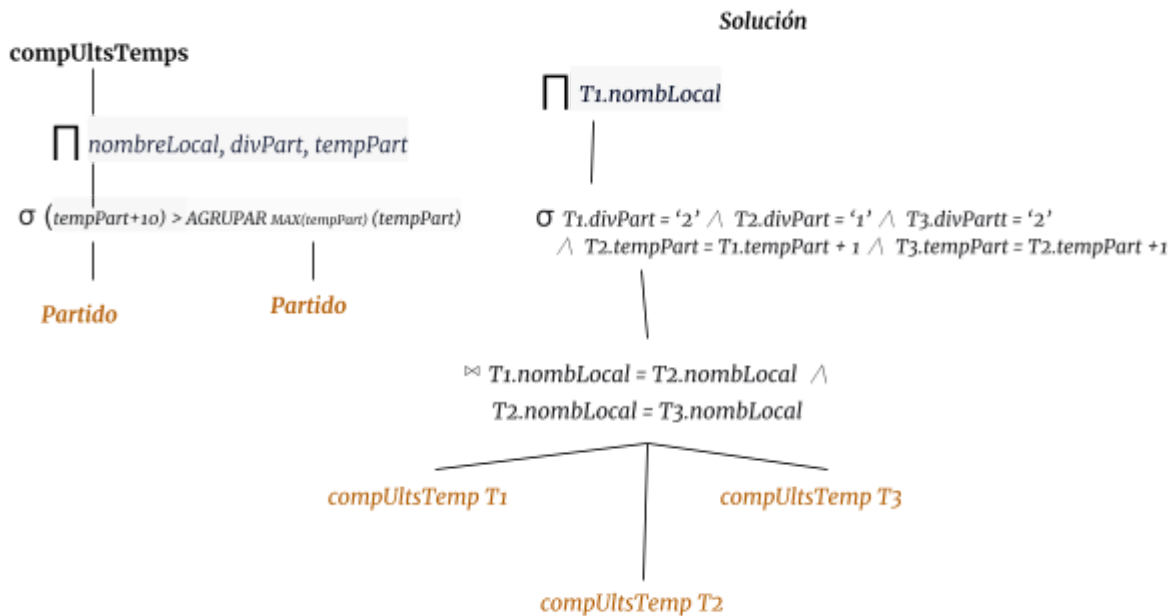 Solución
compUltsTemps
∏ nombreLocal, divPart, tempPart
σ (tempPart+10) > AGRUPAR MAX(tempPart) (tempPart)
Partido
Partido
∏ T1.nombLocal
σ T1.divPart = ‘2’ ∧ T2.divPart = ‘1’ ∧ T3.divPartt = ‘2’
∧ T2.tempPart = T1.tempPart + 1 ∧ T3.tempPart = T2.tempPart +1
⋈ T1.nombLocal = T2.nombLocal ∧
T2.nombLocal = T3.nombLocal
compUltsTemp T1
compUltsTemp T3
compUltsTemp T2